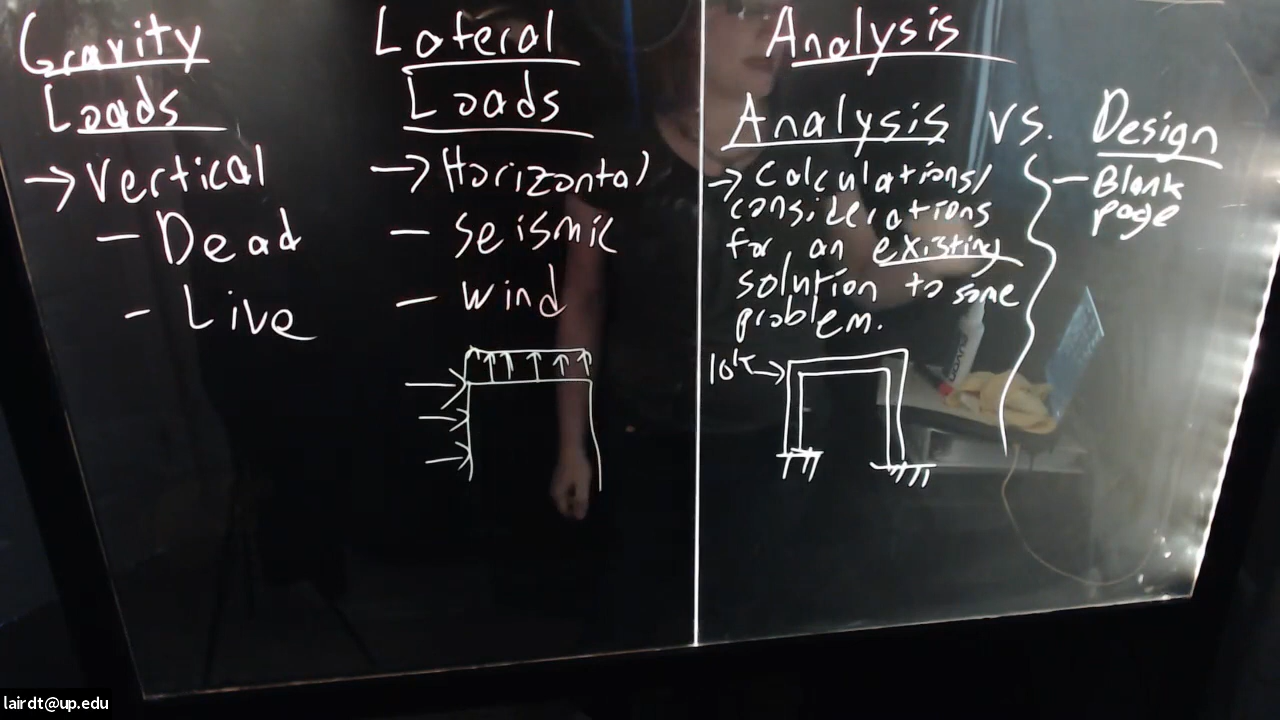 Gravity
Loads
→ Vertical
- Dead
- Live
Lateral
Loads
→ Horizontal
- Seismic
- Wind
Analysis
Analysis vs. Design
→ Calculations/
considerations
for an existing
solution to some
problem.
10k →
- Blank
page
lairdt@up.edu